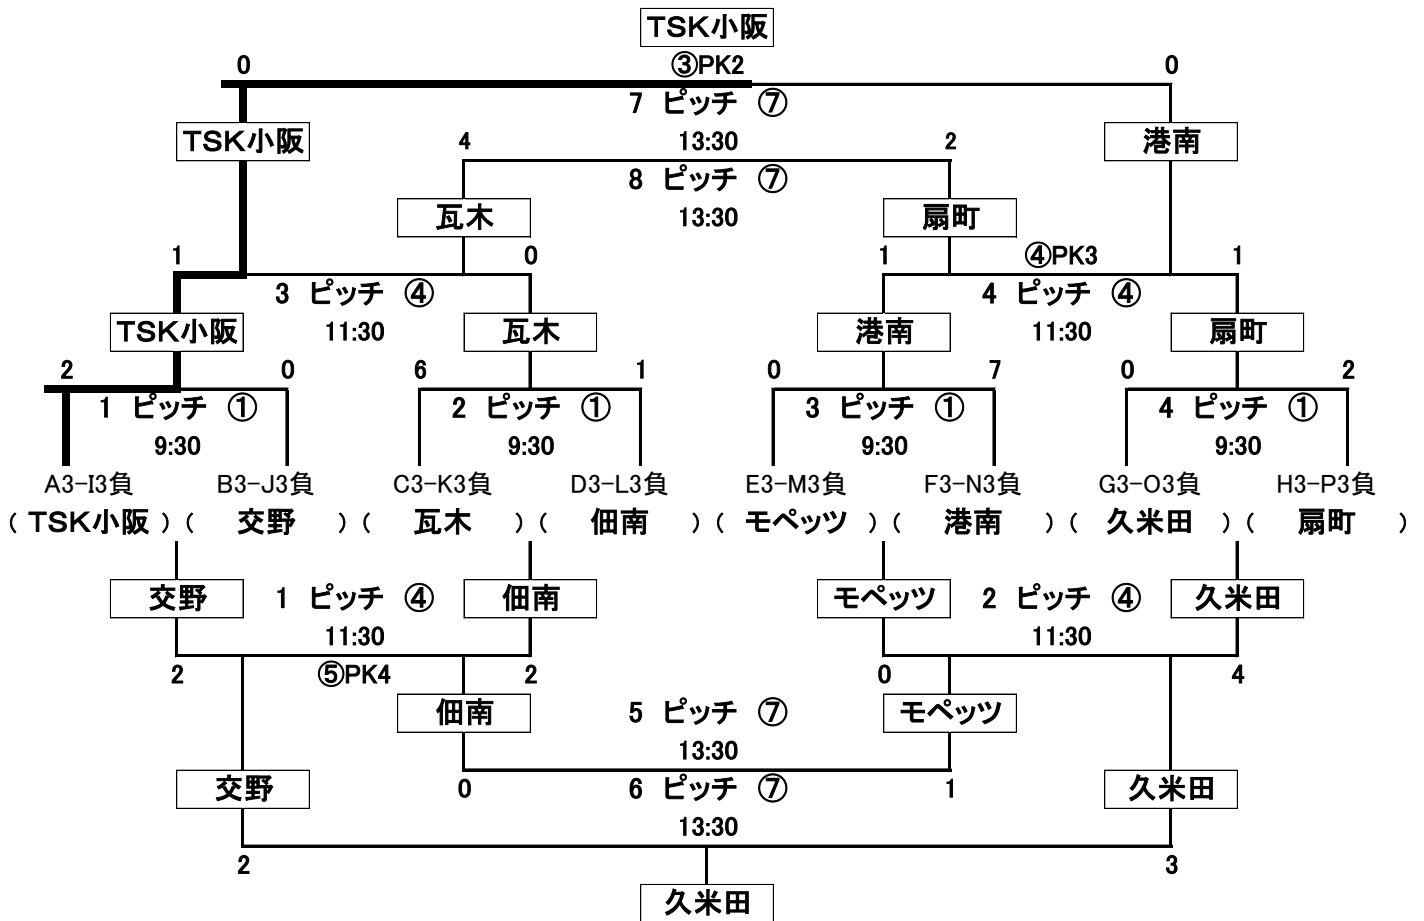 TSK小阪
0 ③PK2 0
7 ピッチ ⑦
TSK小阪 4 13:30 2 港南
8 ピッチ ⑦
瓦木 13:30 扇町
1 0 1 ④PK3 1
3 ピッチ ④ 4 ピッチ ④
TSK小阪 11:30 瓦木 港南 11:30 扇町
2 0 6 1 0 7 0 2
1 ピッチ ① 2 ピッチ ① 3 ピッチ ① 4 ピッチ ①
9:30 9:30 9:30 9:30
A3-I3負 B3-J3負 C3-K3負 D3-L3負 E3-M3負 F3-N3負 G3-O3負 H3-P3負
( TSK小阪 ) ( 交野 ) ( 瓦木 ) ( 佃南 ) ( モペッツ ) ( 港南 ) ( 久米田 ) ( 扇町 )
交野 1 ピッチ ④ 佃南 モペッツ 2 ピッチ ④ 久米田
11:30 11:30
2 ⑤PK4 2 0 4
佃南 5 ピッチ ⑦ モペッツ
13:30
交野 0 6 ピッチ ⑦ 1 久米田
13:30
2 3
久米田